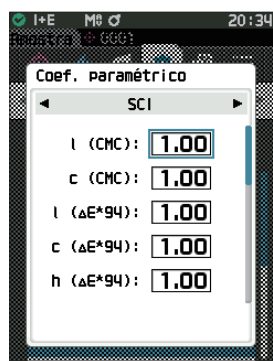 I+E M0 20:34
Amostra 0001
Coef. paramétrico
SCI
l (CMC): 1.00
c (CMC): 1.00
l (ΔE*94): 1.00
c (ΔE*94): 1.00
h (ΔE*94): 1.00